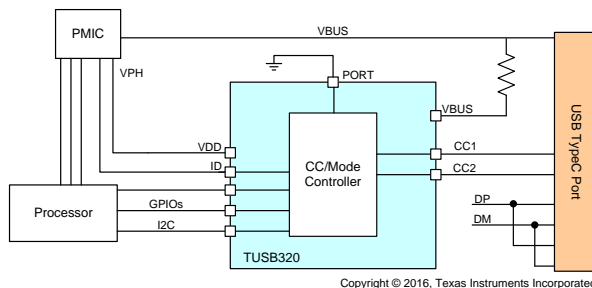 PMIC
VBUS
VPH
PORT
VBUS
VDD
ID
CC/Mode
Controller
CC1
CC2
USB TypeC Port
Processor
GPIOs
I2C
DP
DM
TUSB320
Copyright © 2016, Texas Instruments Incorporated